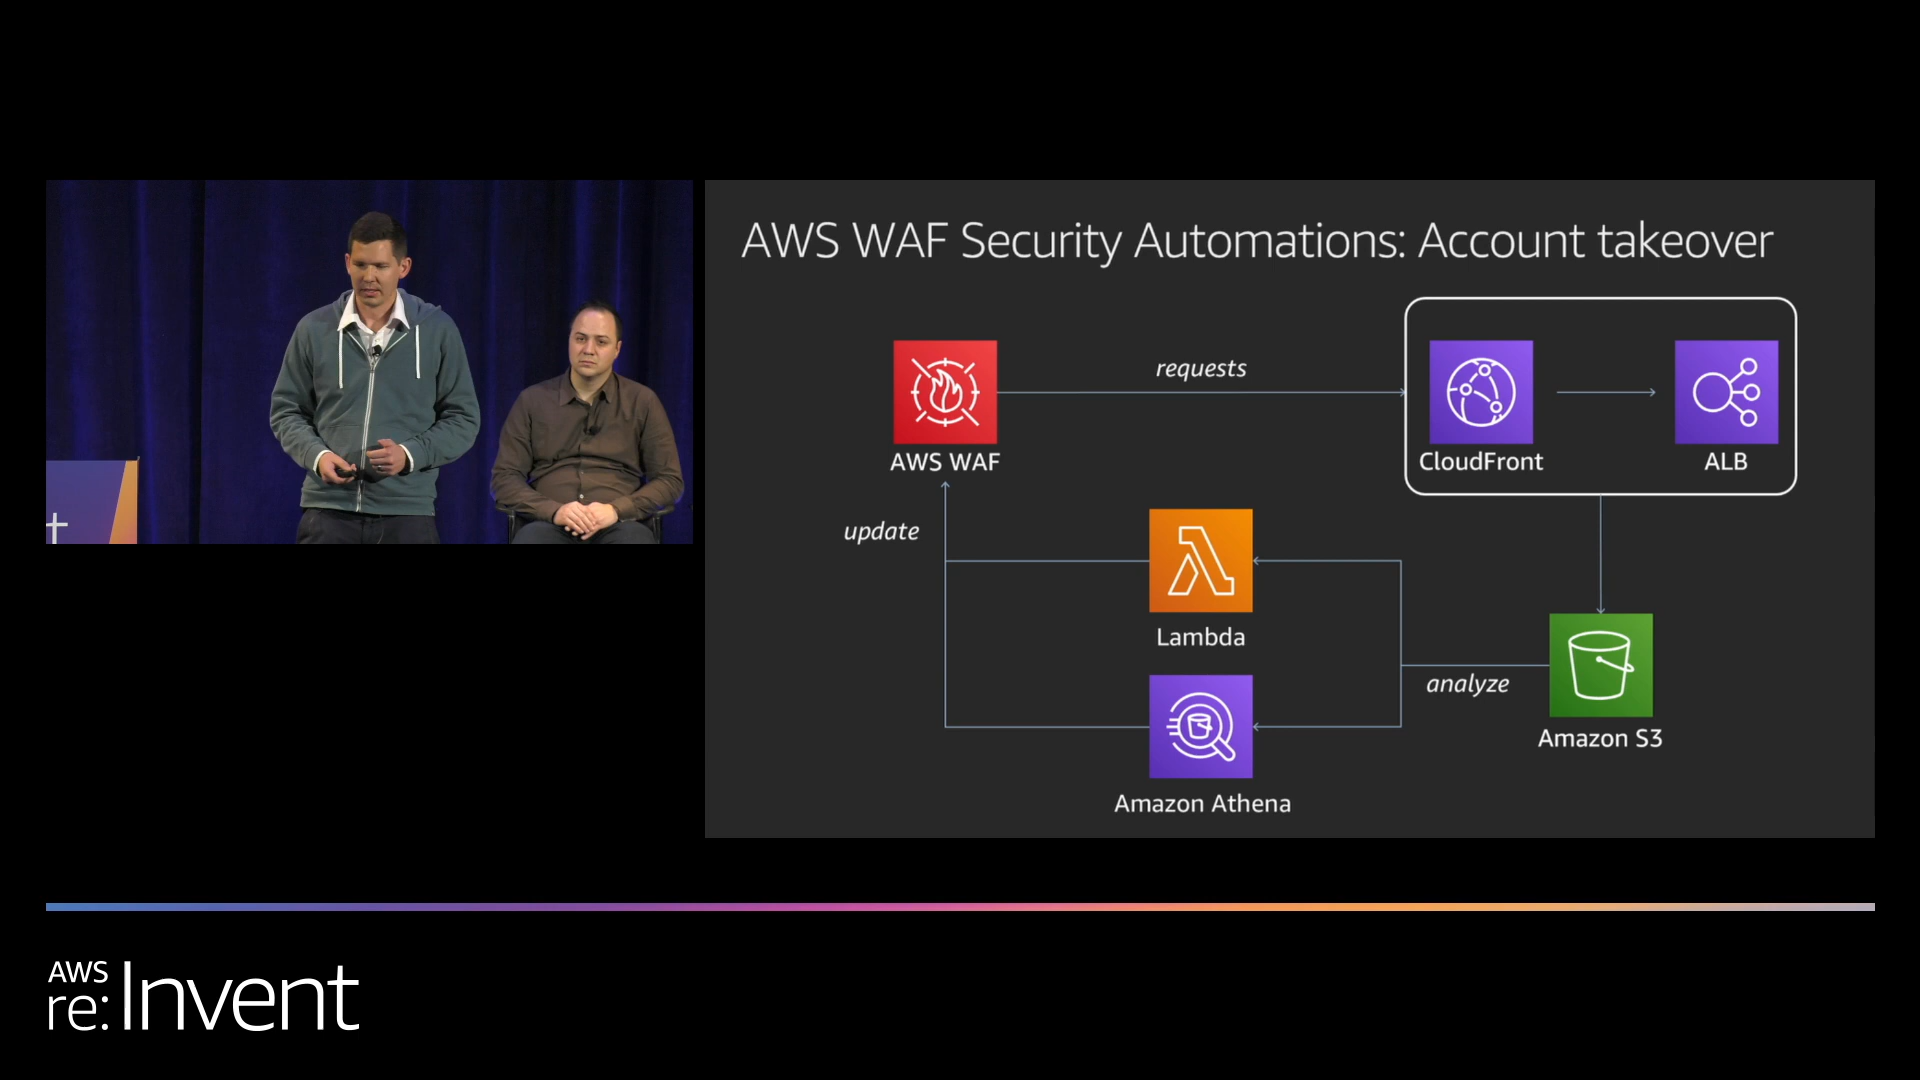 AWS WAF Security Automations: Account takeover
requests
AWS WAF
CloudFront
ALB
update
Lambda
analyze
Amazon S3
Amazon Athena
t
AWS
re:Invent